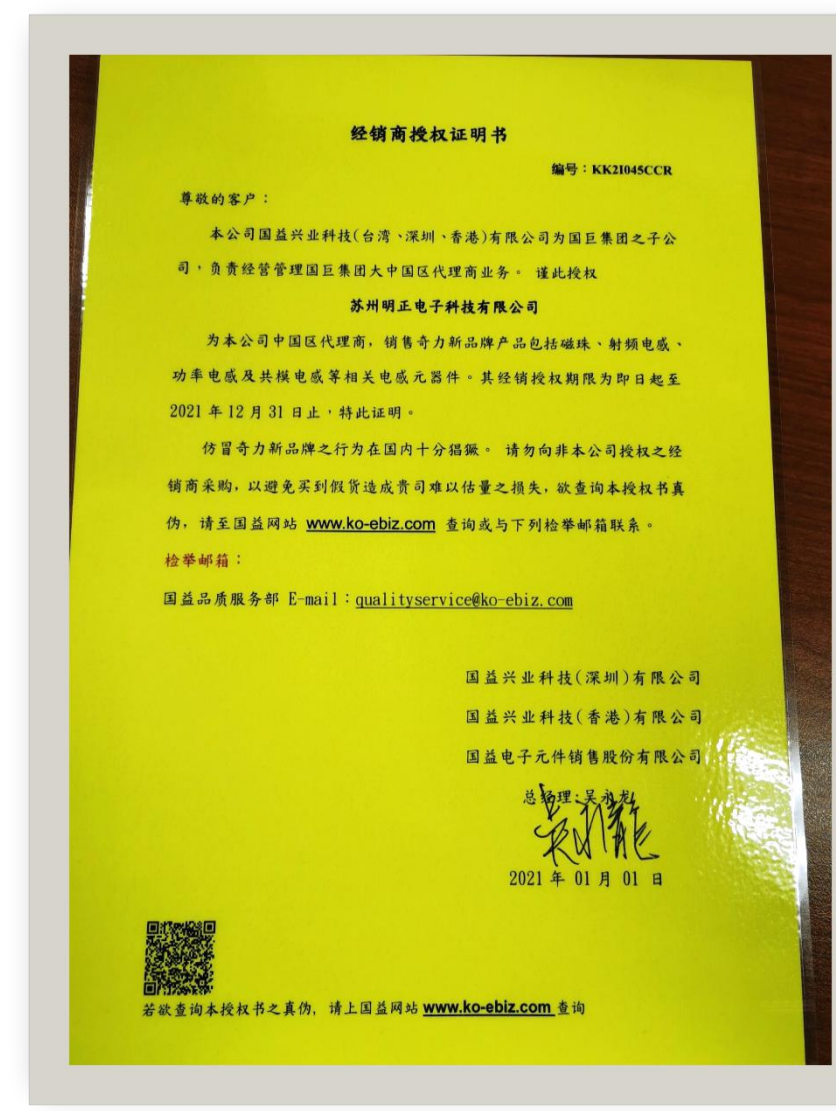 经销商授权证明书
编号：KK21045CCR
尊敬的客户：
本公司国益兴业科技(台湾、深圳、香港)有限公司为国巨集团之子公
司，负责经营管理国巨集团大中国区代理商业务。 谨此授权
苏州明正电子科技有限公司
为本公司中国区代理商，销售奇力新品牌产品包括磁珠、射频电感、
功率电感及共模电感等相关电感元器件。其经销授权期限为即日起至
2021 年 12 月 31 日止，特此证明。
仿冒奇力新品牌之行为在国内十分猖獗。 请勿向非本公司授权之经
销商采购，以避免买到假货造成贵司难以估量之损失，欲查询本授权书真
伪，请至国益网站 www.ko-ebiz.com 查询或与下列检举邮箱联系。
检举邮箱：
国益品质服务部 E-mail：qualityservice@ko-ebiz.com
国益兴业科技(深圳)有限公司
国益兴业科技(香港)有限公司
国益电子元件销售股份有限公司
总经理:吴永龙
吴永龍
2021 年 01 月 01 日
若欲查询本授权书之真伪, 请上国益网站 www.ko-ebiz.com 查询